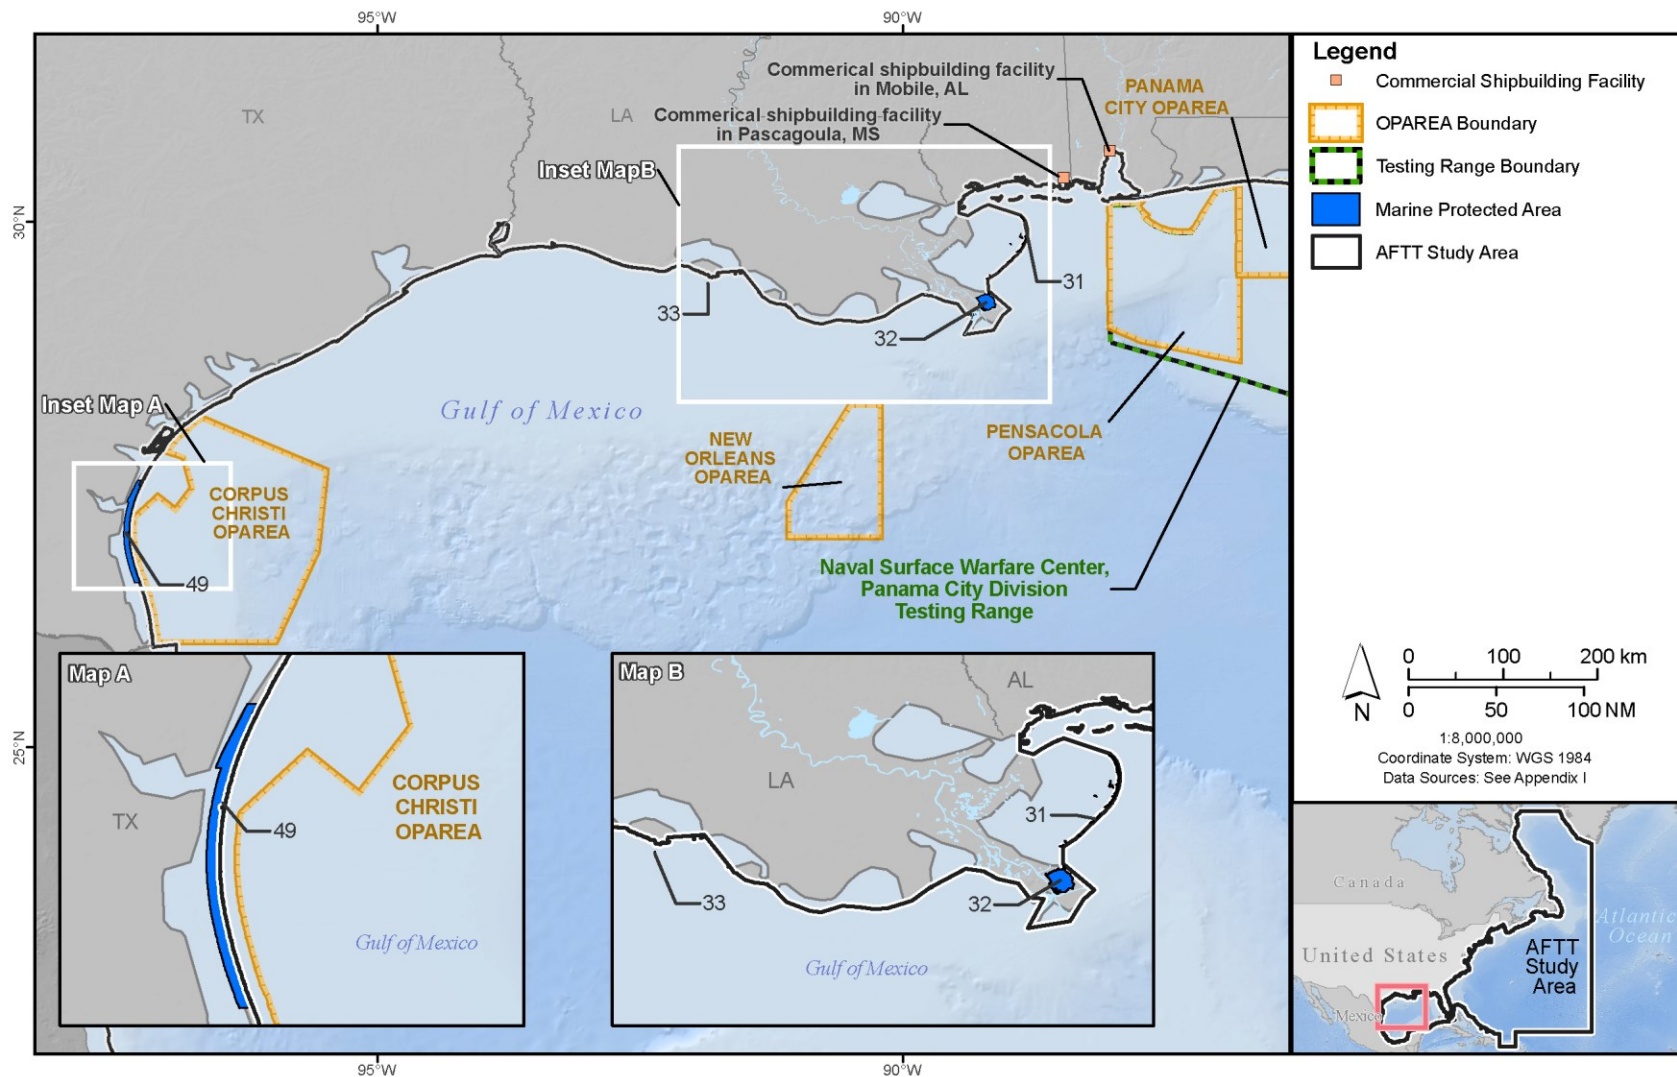 95°W
90°W
30°N
25°N
TX
LA
Commerical shipbuilding facility
in Mobile, AL
Commerical shipbuilding facility
in Pascagoula, MS
PANAMA
CITY OPAREA
Inset MapB
31
33
32
Inset Map A
Gulf of Mexico
NEW
ORLEANS
OPAREA
PENSACOLA
OPAREA
CORPUS
CHRISTI
OPAREA
49
Naval Surface Warfare Center,
Panama City Division
Testing Range
Map A
TX
49
CORPUS
CHRISTI
OPAREA
Gulf of Mexico
Map B
AL
LA
31
33
32
Gulf of Mexico
95°W
90°W
Legend
Commercial Shipbuilding Facility
OPAREA Boundary
Testing Range Boundary
Marine Protected Area
AFTT Study Area
N
0 100 200 km
0 50 100 NM
1:8,000,000
Coordinate System: WGS 1984
Data Sources: See Appendix I
Canada
United States
Mexico
Atlantic
Ocean
AFTT
Study
Area